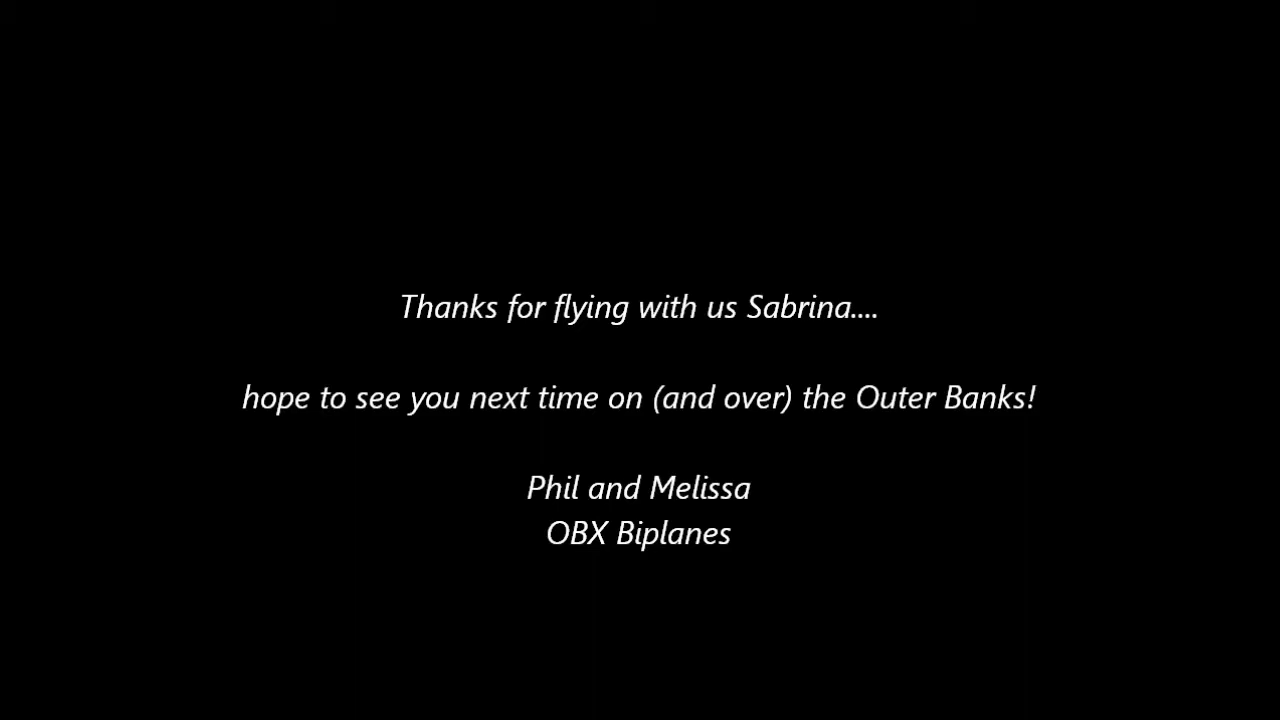 Thanks for flying with us Sabrina....
hope to see you next time on (and over) the Outer Banks!
Phil and Melissa
OBX Biplanes